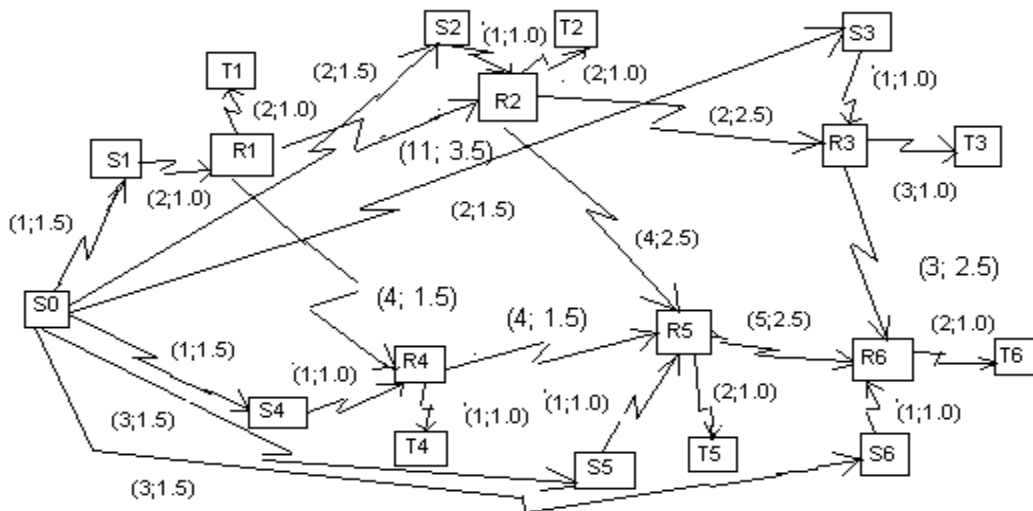 S2
'(1;1.0)
T2
S3
T1
(2;1.5)
(2;1.0)
'(1;1.0)
R2
(2;1.0)
(2;2.5)
R1
S1
(11; 3.5)
R3
T3
(2;1.0)
(3;1.0)
(1;1.5)
(2;1.5)
(4;2.5)
(3; 2.5)
S0
(4; 1.5)
(4; 1.5)
R5
(5;2.5)
(2;1.0)
(1;1.5)
R4
R6
T6
'(1;1.0)
(3;1.5)
S4
'(1;1.0)
'(1;1.0)
(2;1.0)
'(1;1.0)
T4
S5
T5
S6
(3;1.5)